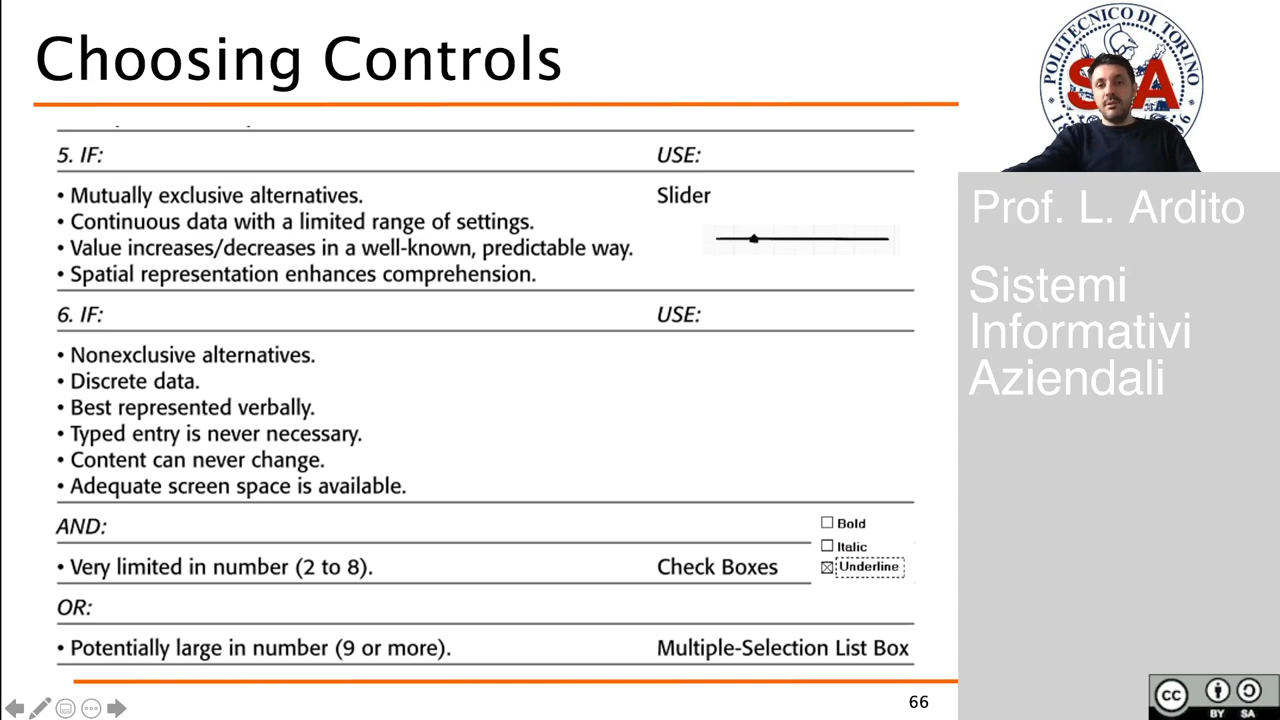 Choosing Controls
5. IF:
USE:
• Mutually exclusive alternatives.
Slider
• Continuous data with a limited range of settings.
• Value increases/decreases in a well-known, predictable way.
• Spatial representation enhances comprehension.
6. IF:
USE:
• Nonexclusive alternatives.
• Discrete data.
• Best represented verbally.
• Typed entry is never necessary.
• Content can never change.
• Adequate screen space is available.
AND:
• Very limited in number (2 to 8).
Check Boxes
Bold
Italic
Underline
OR:
• Potentially large in number (9 or more).
Multiple-Selection List Box
66
POLITECNICO DI TORINO
Prof. L. Ardito
Sistemi
Informativi
Aziendali
CC
BY SA